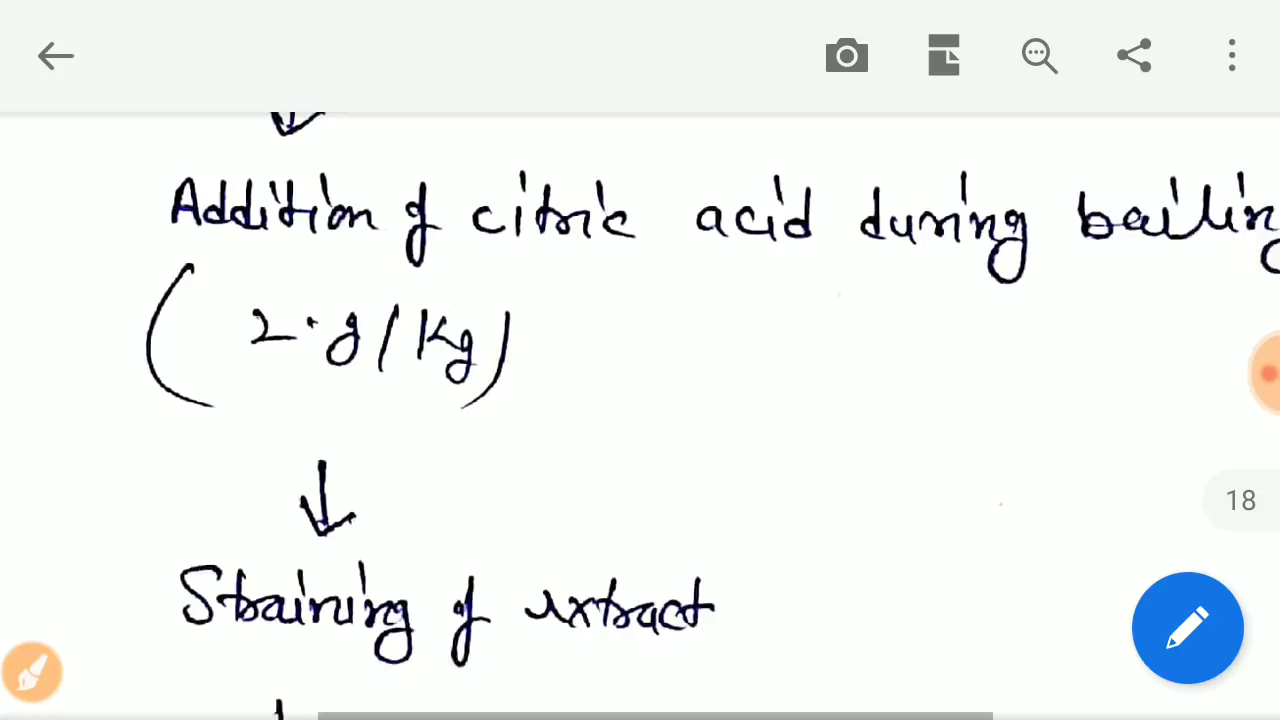 Addition of citric acid during boiling
(2.g/Kg)
18
Straining of extract